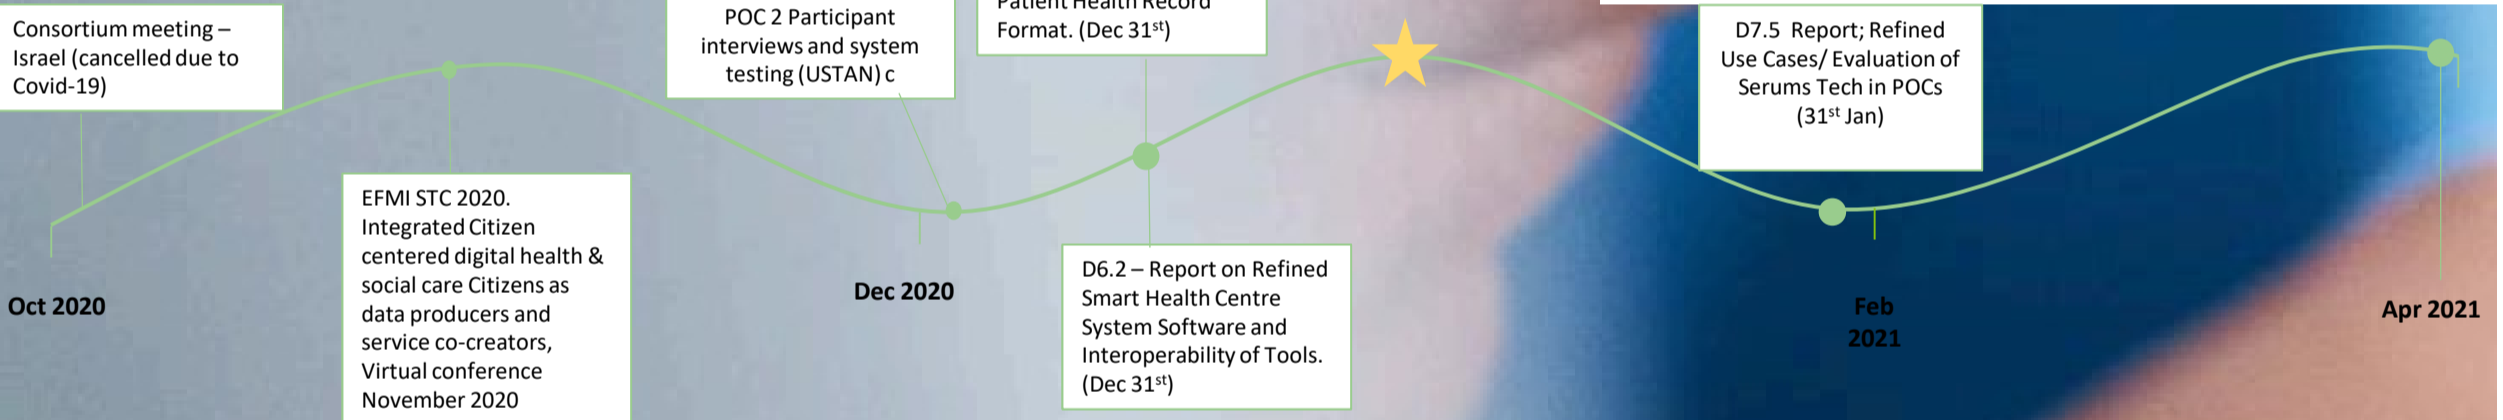 Consortium meeting –
Israel (cancelled due to
Covid-19)
EFMI STC 2020.
Integrated Citizen
centered digital health &
social care Citizens as
data producers and
service co-creators,
Virtual conference
November 2020
POC 2 Participant
interviews and system
testing (USTAN) c
Patient Health Record
Format. (Dec 31st)
D6.2 – Report on Refined
Smart Health Centre
System Software and
Interoperability of Tools.
(Dec 31st)
D7.5 Report; Refined
Use Cases/ Evaluation of
Serums Tech in POCs
(31st Jan)
Oct 2020
Dec 2020
Feb
2021
Apr 2021